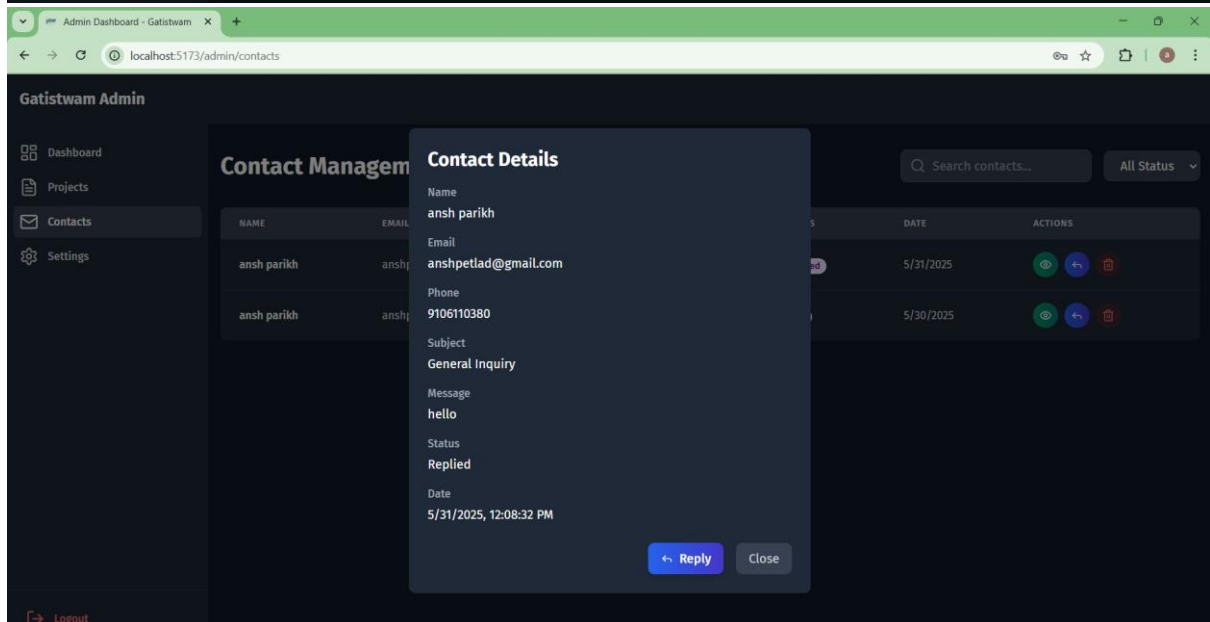 Admin Dashboard - Gatistwam
localhost:5173/admin/contacts
Gatistwam Admin
Dashboard
Projects
Contacts
Settings
Logout
Contact Managem
Search contacts...
All Status
NAME EMAIL S DATE ACTIONS
ansh parikh anshp ed 5/31/2025
ansh parikh anshp 5/30/2025
Contact Details
Name
ansh parikh
Email
anshpetlad@gmail.com
Phone
9106110380
Subject
General Inquiry
Message
hello
Status
Replied
Date
5/31/2025, 12:08:32 PM
Reply
Close